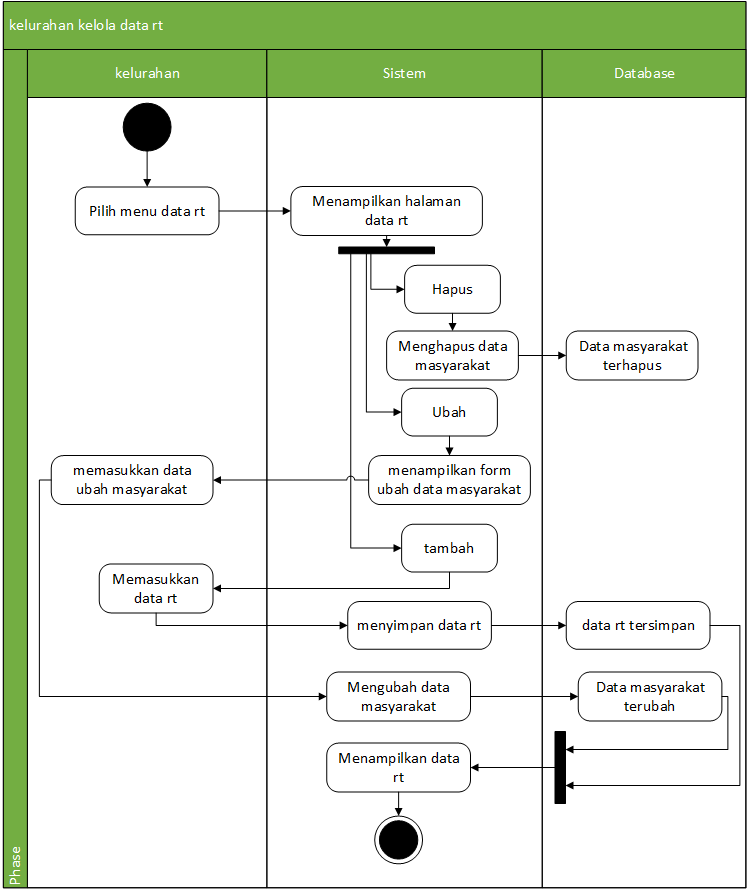 kelurahan kelola data rt
kelurahan
Sistem
Database
Pilih menu data rt
Menampilkan halaman
data rt
Hapus
Menghapus data
masyarakat
Data masyarakat
terhapus
Ubah
memasukkan data
ubah masyarakat
menampilkan form
ubah data masyarakat
tambah
Memasukkan
data rt
menyimpan data rt
data rt tersimpan
Mengubah data
masyarakat
Data masyarakat
terubah
Menampilkan data
rt
Phase